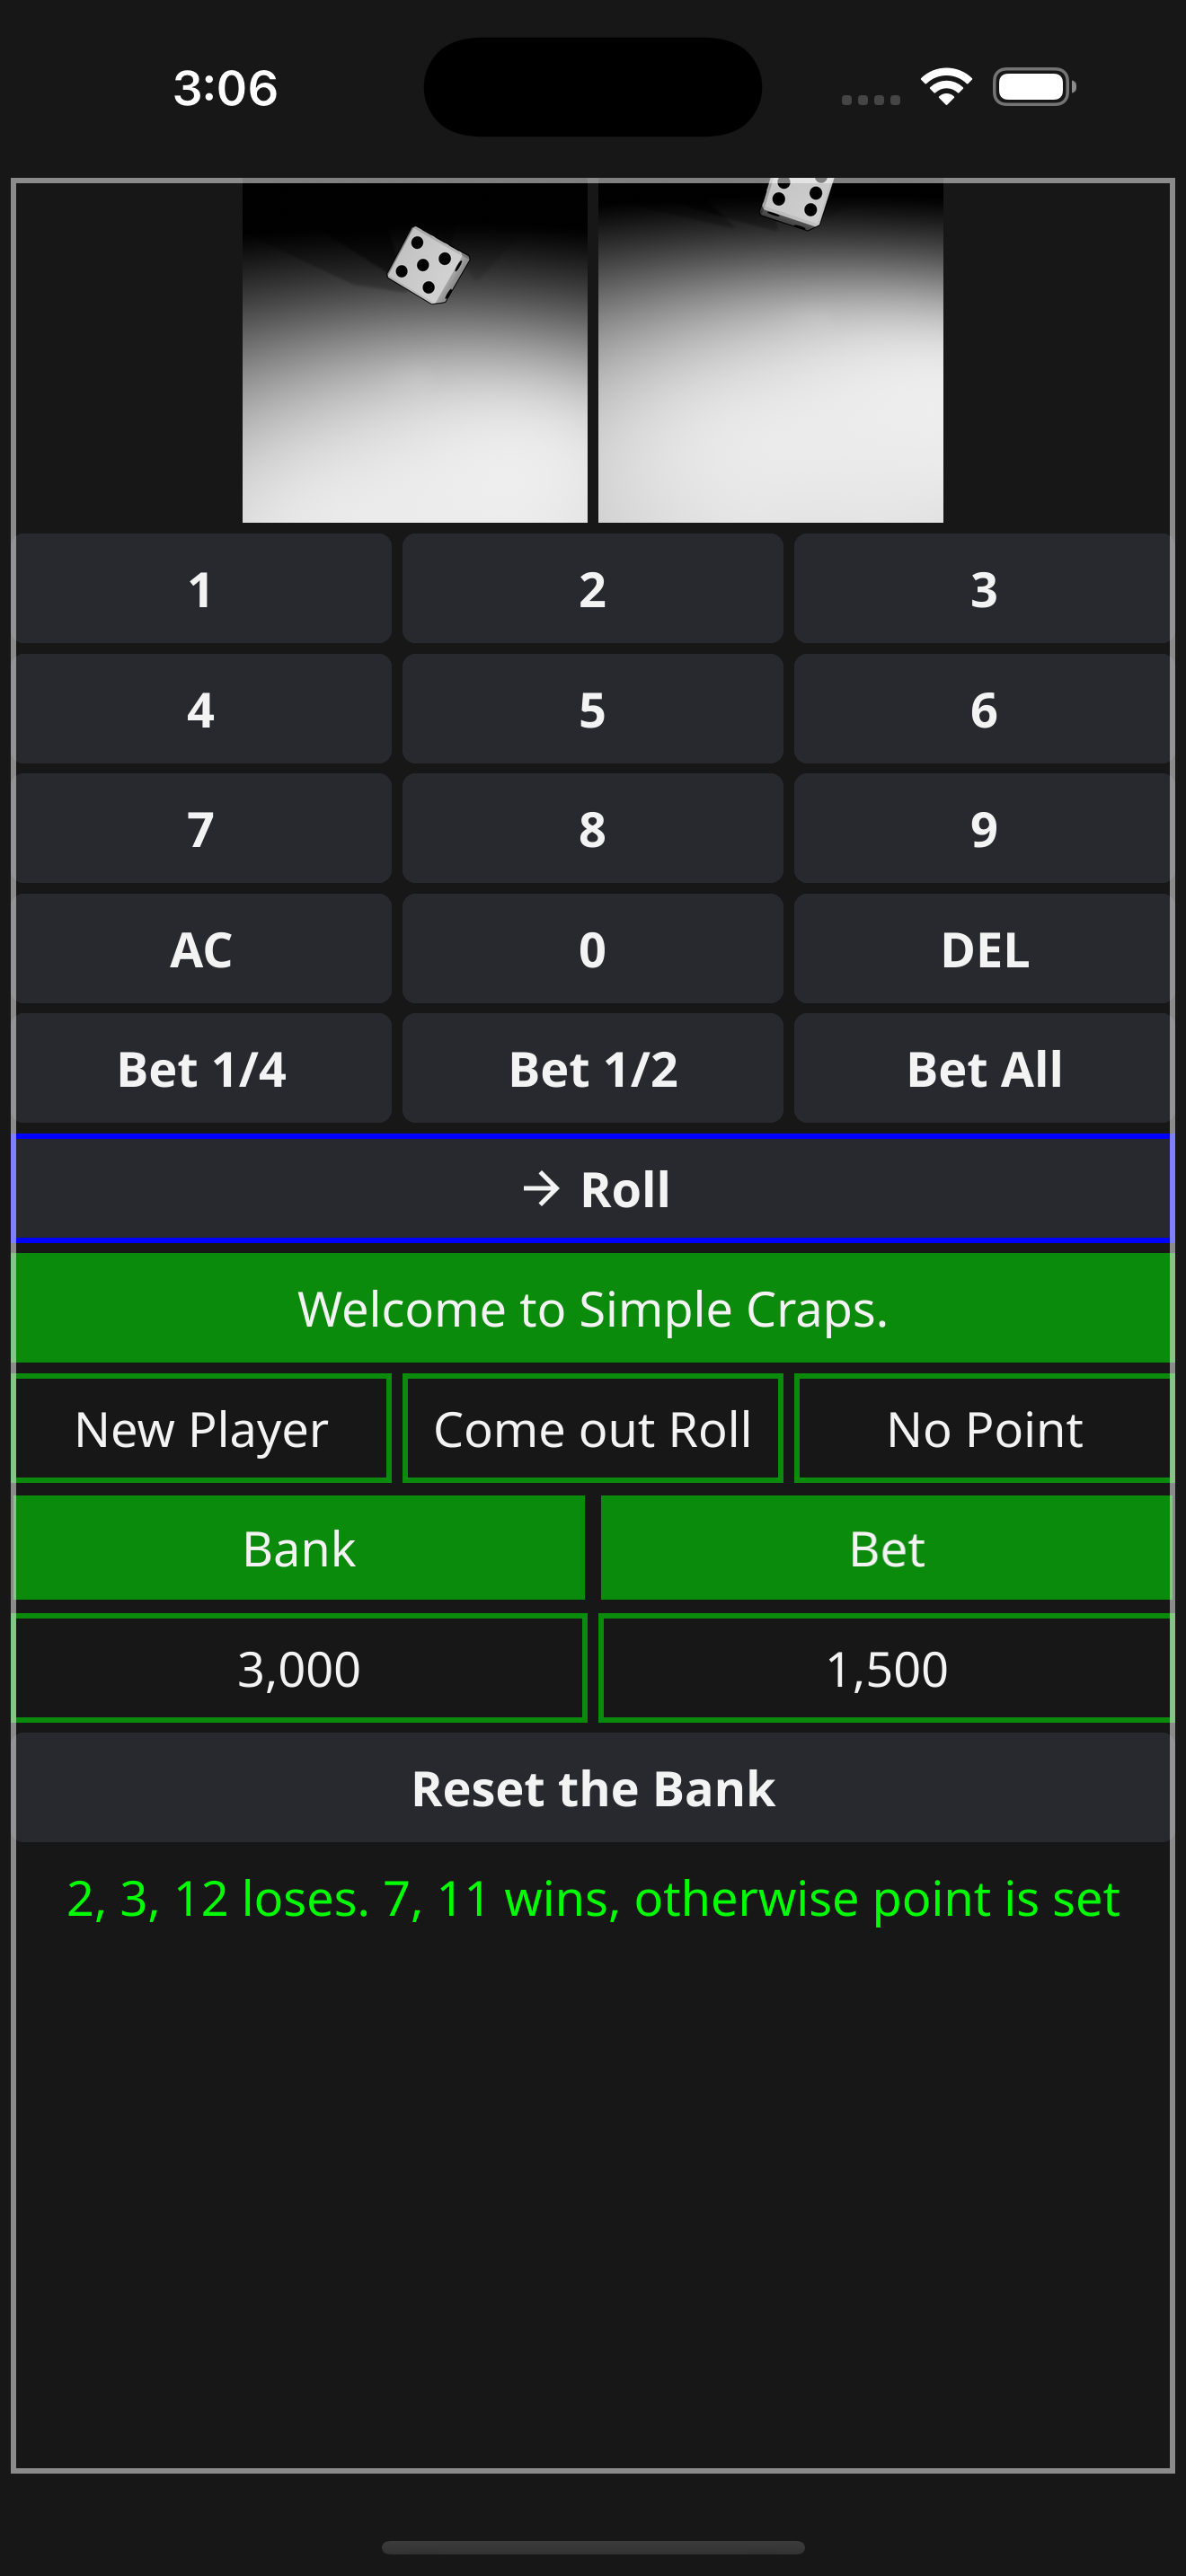 3:06
1 2 3
4 5 6
7 8 9
AC 0 DEL
Bet 1/4 Bet 1/2 Bet All
→ Roll
Welcome to Simple Craps.
New Player Come out Roll No Point
Bank Bet
3,000 1,500
Reset the Bank
2, 3, 12 loses. 7, 11 wins, otherwise point is set